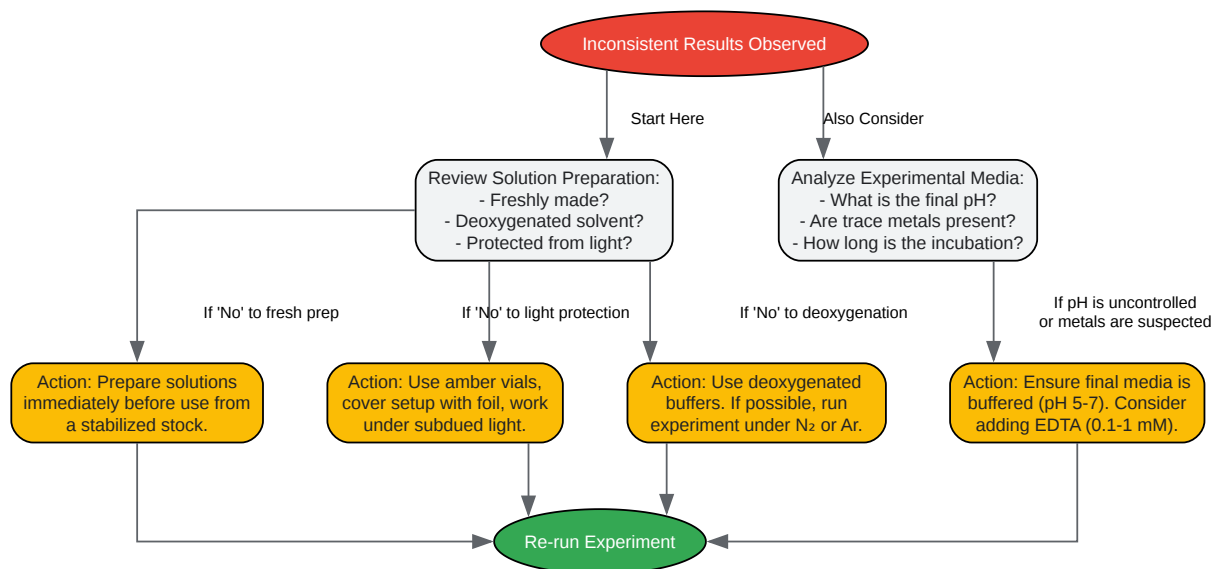 Inconsistent Results Observed
Start Here
Also Consider
Review Solution Preparation:
- Freshly made?
- Deoxygenated solvent?
- Protected from light?
Analyze Experimental Media:
- What is the final pH?
- Are trace metals present?
- How long is the incubation?
If 'No' to fresh prep
If 'No' to light protection
If 'No' to deoxygenation
If pH is uncontrolled
or metals are suspected
Action: Prepare solutions
immediately before use from
a stabilized stock.
Action: Use amber vials,
cover setup with foil, work
under subdued light.
Action: Use deoxygenated
buffers. If possible, run
experiment under N₂ or Ar.
Action: Ensure final media is
buffered (pH 5-7). Consider
adding EDTA (0.1-1 mM).
Re-run Experiment